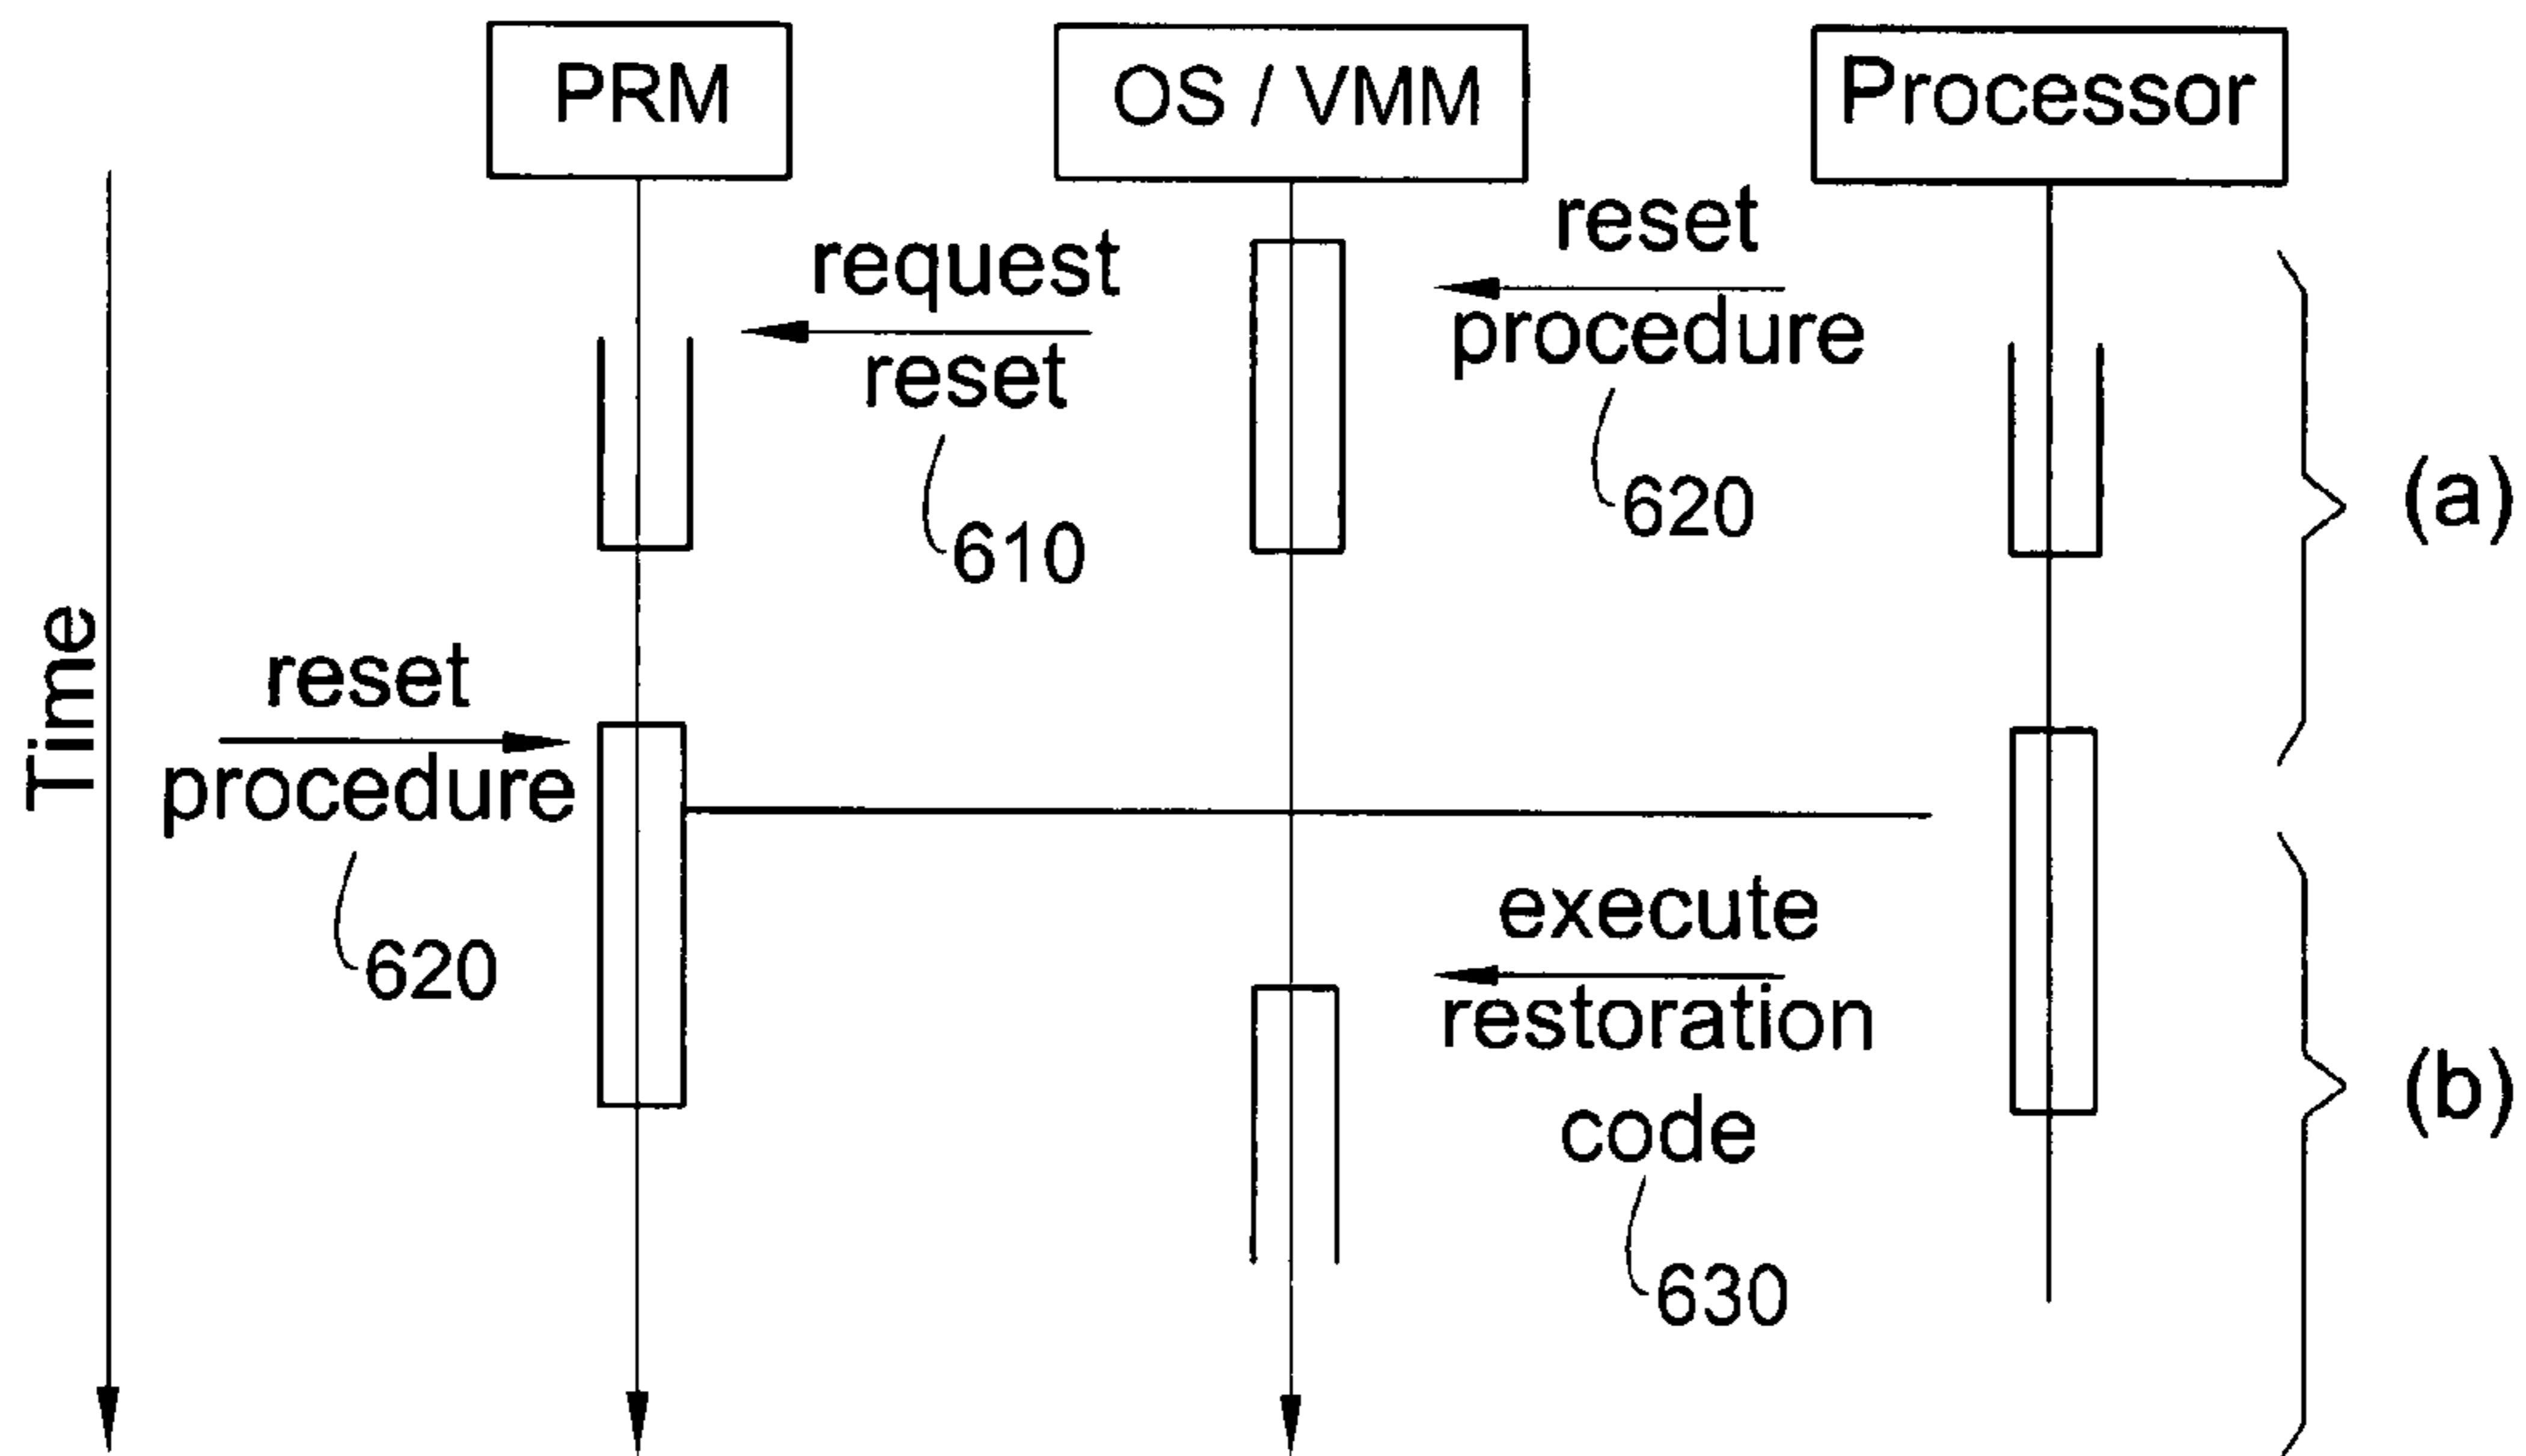 PRM
OS / VMM
Processor
request
reset
610
reset
procedure
620
(a)
Time
reset
procedure
620
execute
restoration
code
630
(b)